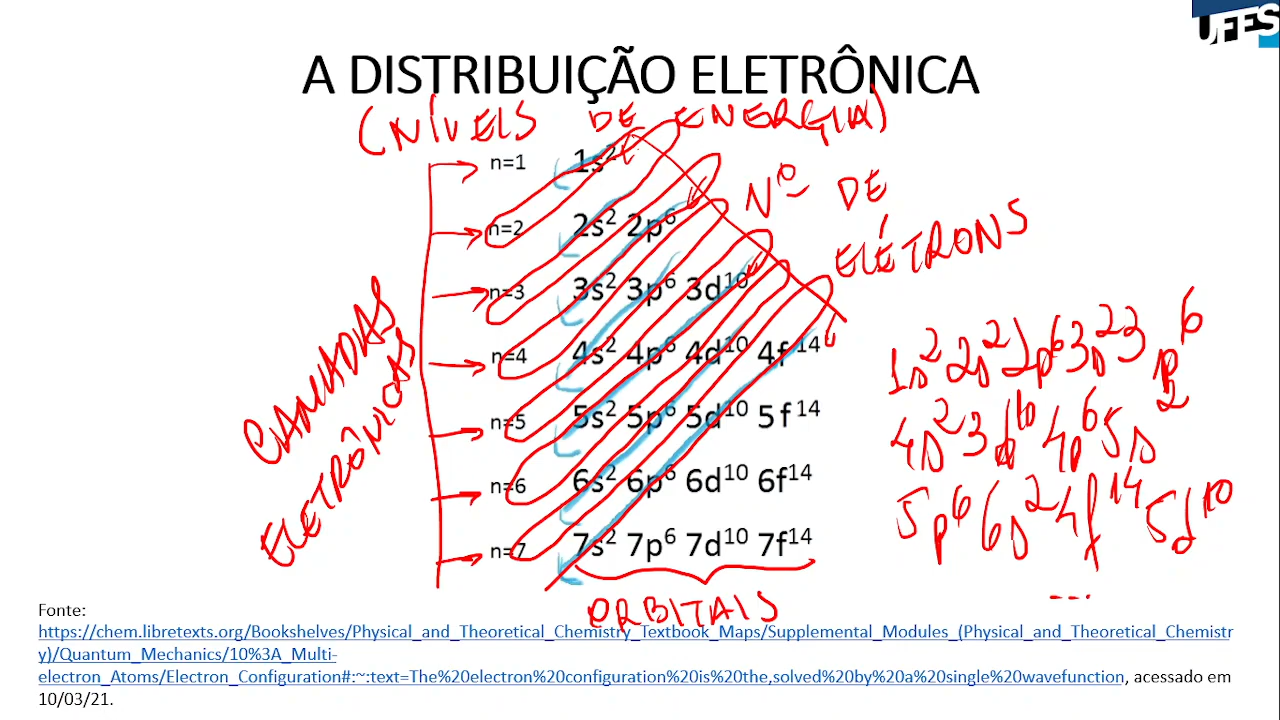 UFES
A DISTRIBUIÇÃO ELETRÔNICA
(NÍVEIS DE ENERGIA)
n=1 1s²
n=2 2s² 2p⁶
n=3 3s² 3p⁶ 3d¹⁰
n=4 4s² 4p⁶ 4d¹⁰ 4f¹⁴
n=5 5s² 5p⁶ 5d¹⁰ 5f¹⁴
n=6 6s² 6p⁶ 6d¹⁰ 6f¹⁴
n=7 7s² 7p⁶ 7d¹⁰ 7f¹⁴
Nº DE
ELÉTRONS
CAMADAS
ELETRÔNICAS
1s² 2s² 2p⁶ 3s² 3p⁶
4s² 3d¹⁰ 4p⁶ 5s²
5p⁶ 6s² 4f¹⁴ 5d¹⁰
...
ORBITAIS
Fonte:
https://chem.libretexts.org/Bookshelves/Physical_and_Theoretical_Chemistry_Textbook_Maps/Supplemental_Modules_(Physical_and_Theoretical_Chemistr
y)/Quantum_Mechanics/10%3A_Multi-
electron_Atoms/Electron_Configuration#:~:text=The%20electron%20configuration%20is%20the,solved%20by%20a%20single%20wavefunction, acessado em
10/03/21.